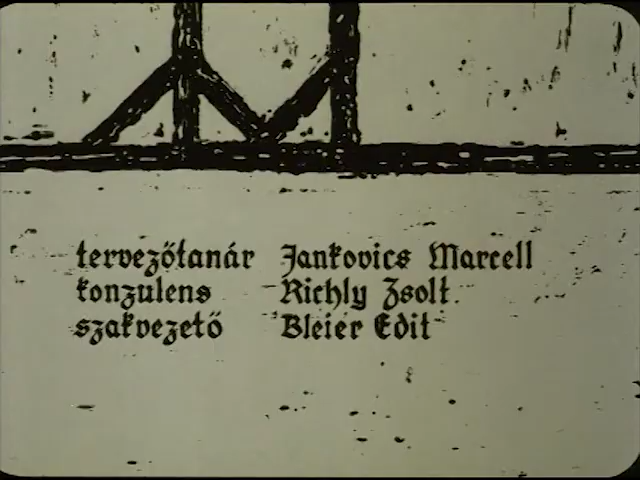 tervezőtanár Jankovics Marcell
konzulens Richly Zsolt
szakvezető Bleier Edit